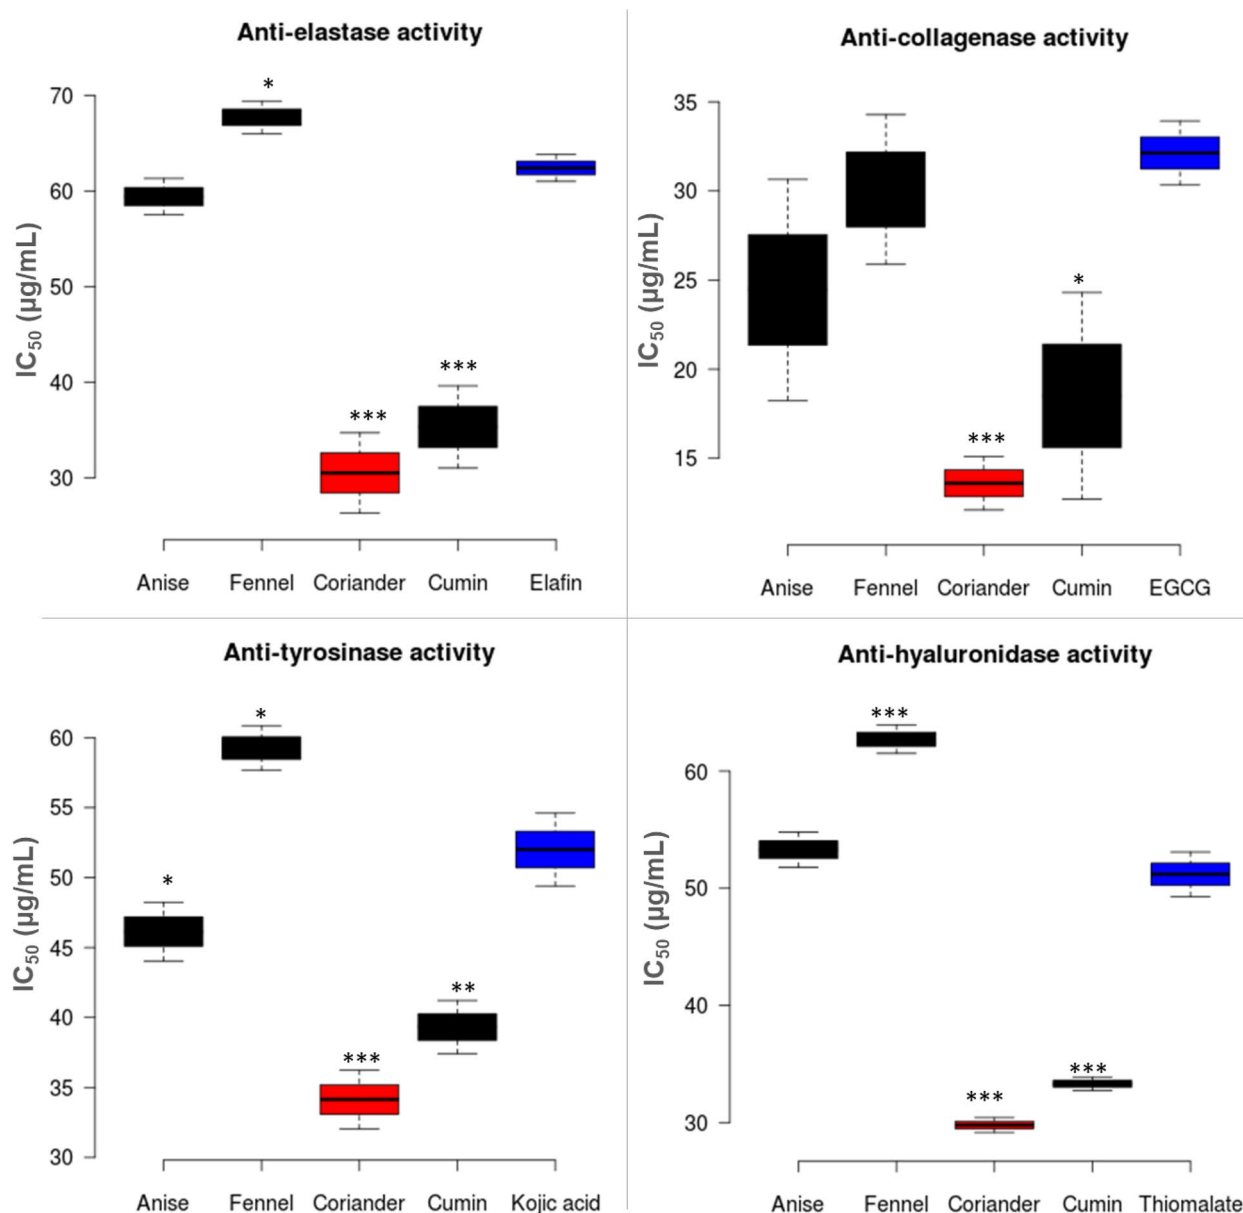 Anti-elastase activity
IC50 (µg/mL)
70
60
50
40
30
*
***
***
Anise Fennel Coriander Cumin Elafin
Anti-collagenase activity
IC50 (µg/mL)
35
30
25
20
15
***
*
Anise Fennel Coriander Cumin EGCG
Anti-tyrosinase activity
IC50 (µg/mL)
60
55
50
45
40
35
30
*
*
***
**
Anise Fennel Coriander Cumin Kojic acid
Anti-hyaluronidase activity
IC50 (µg/mL)
60
50
40
30
***
***
***
Anise Fennel Coriander Cumin Thiomalate